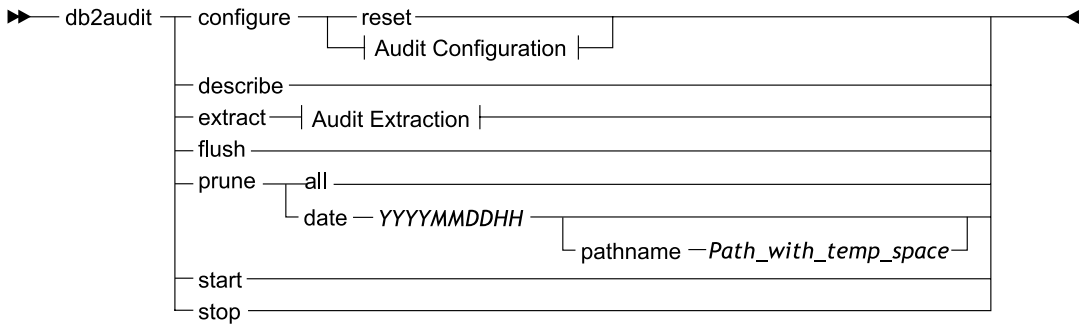 db2audit configure reset
Audit Configuration
describe
extract Audit Extraction
flush
prune all
date YYYYMMDDHH
pathname Path_with_temp_space
start
stop